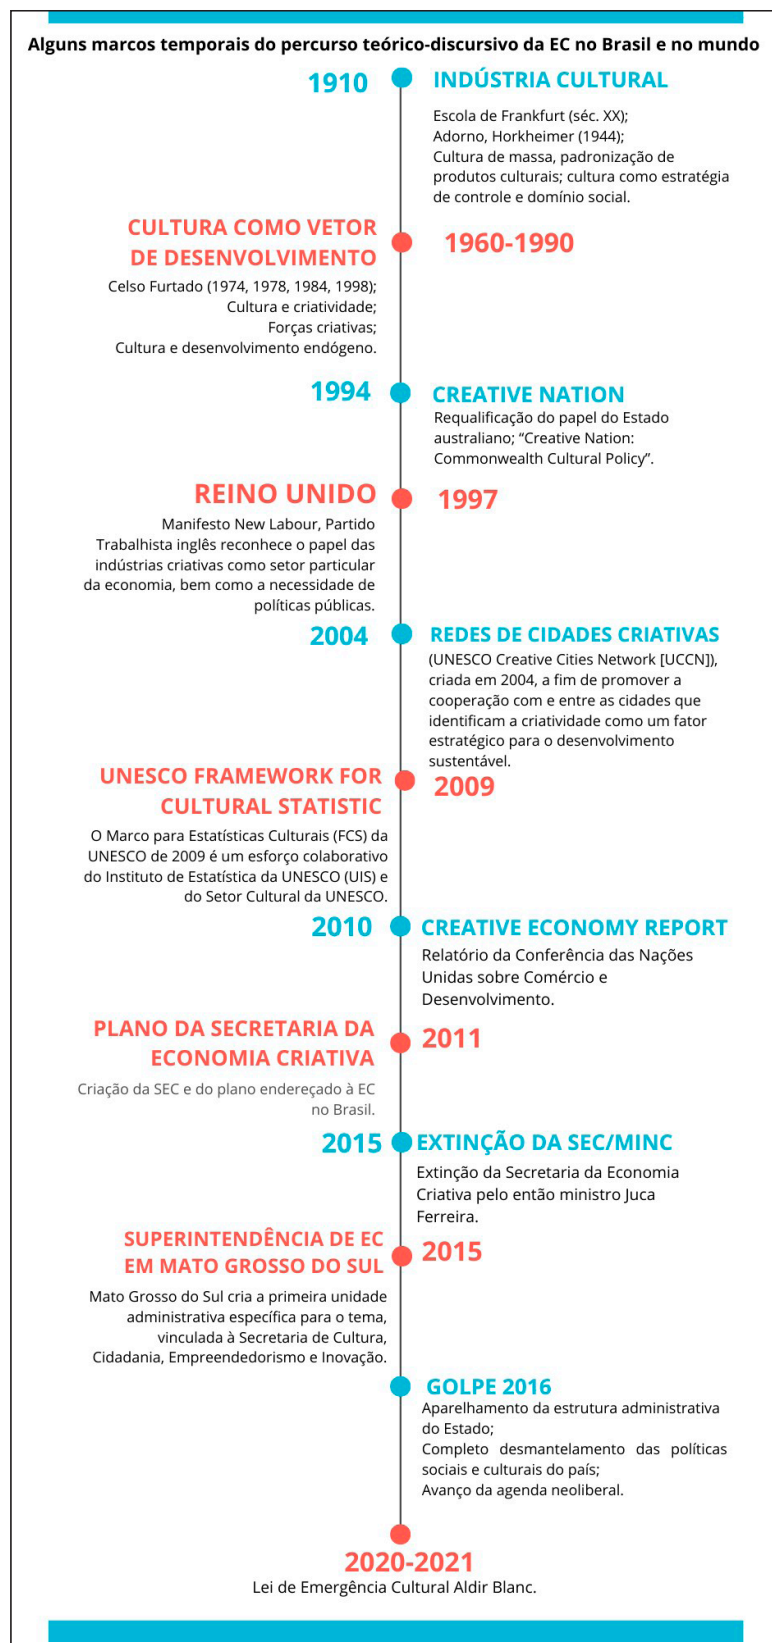 Alguns marcos temporais do percurso teórico-discursivo da EC no Brasil e no mundo
1910
INDÚSTRIA CULTURAL
Escola de Frankfurt (séc. XX);
Adorno, Horkheimer (1944);
Cultura de massa, padronização de
produtos culturais; cultura como estratégia
de controle e domínio social.
CULTURA COMO VETOR
DE DESENVOLVIMENTO
1960-1990
Celso Furtado (1974, 1978, 1984, 1998);
Cultura e criatividade;
Forças criativas;
Cultura e desenvolvimento endógeno.
1994
CREATIVE NATION
Requalificação do papel do Estado
australiano; “Creative Nation:
Commonwealth Cultural Policy”.
REINO UNIDO
1997
Manifesto New Labour, Partido
Trabalhista inglês reconhece o papel das
indústrias criativas como setor particular
da economia, bem como a necessidade de
políticas públicas.
2004
REDES DE CIDADES CRIATIVAS
(UNESCO Creative Cities Network [UCCN]),
criada em 2004, a fim de promover a
cooperação com e entre as cidades que
identificam a criatividade como um fator
estratégico para o desenvolvimento
sustentável.
UNESCO FRAMEWORK FOR
CULTURAL STATISTIC
2009
O Marco para Estatísticas Culturais (FCS) da
UNESCO de 2009 é um esforço colaborativo
do Instituto de Estatística da UNESCO (UIS) e
do Setor Cultural da UNESCO.
2010
CREATIVE ECONOMY REPORT
Relatório da Conferência das Nações
Unidas sobre Comércio e
Desenvolvimento.
PLANO DA SECRETARIA DA
ECONOMIA CRIATIVA
2011
Criação da SEC e do plano endereçado à EC
no Brasil.
2015
EXTINÇÃO DA SEC/MINC
Extinção da Secretaria da Economia
Criativa pelo então ministro Juca
Ferreira.
SUPERINTENDÊNCIA DE EC
EM MATO GROSSO DO SUL
2015
Mato Grosso do Sul cria a primeira unidade
administrativa específica para o tema,
vinculada à Secretaria de Cultura,
Cidadania, Empreendedorismo e Inovação.
GOLPE 2016
Aparelhamento da estrutura administrativa
do Estado;
Completo desmantelamento das políticas
sociais e culturais do país;
Avanço da agenda neoliberal.
2020-2021
Lei de Emergência Cultural Aldir Blanc.